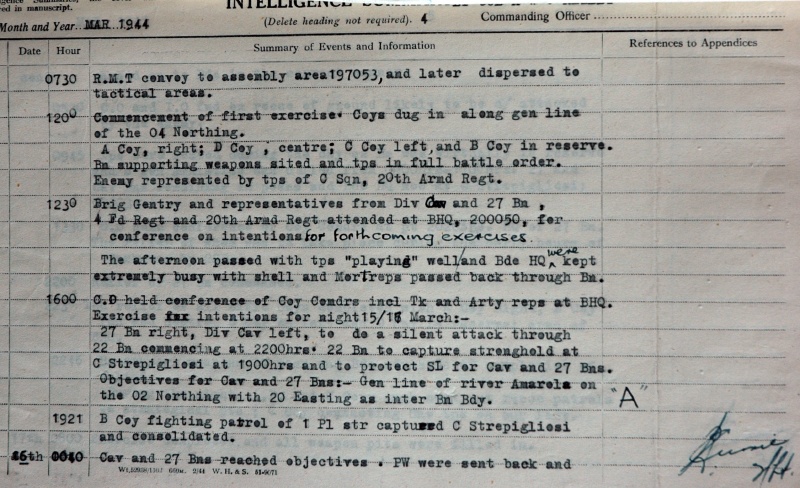 Intelligence Summaries,
ared in manuscript.
INTELLIGENCE
Month and Year...MAR 1944
(Delete heading not required). 4
Commanding Officer
Date Hour Summary of Events and Information References to Appendices
0730 R.M.T convoy to assembly area197053,and later dispersed to
tactical areas.
1200 Commencement of first exercise. Coys dug in along gen line
of the 04 Northing.
A Coy, right; D Coy ; centre; C Coy left,and B Coy in reserve.
Bn supporting weapons sited and tps in full battle order.
Enemy represented by tps of C Sqn, 20th Armd Regt.
1230 Brig Gentry and representatives from Div Cav and 27 Bn ,
4 Fd Regt and 20th Armd Regt attended at BHQ, 200050, for
conference on intentions for forthcoming exercises.
The afternoon passed with tps "playing" well/and Bde HQ were kept
extremely busy with shell and Mortreps passed back through Bn.
1600 C.O held conference of Coy Comdrs incl Tk and Arty reps at BHQ.
Exercise intentions for night15/16 March:-
27 Bn right, Div Cav left, to do a silent attack through
22 Bn commencing at 2200hrs. 22 Bn to capture stronghold at
C Strepigliosi at 1900hrs and to protect SL for Cav and 27 Bns.
Objectives for Cav and 27 Bns:- Gen line of river Amarela on
the 02 Northing with 20 Easting as inter Bn Bdy. "A"
1921 B Coy fighting patrol of 1 Pl str captured C Strepigliosi
and consolidated.
16th 0010 Cav and 27 Bns reached objectives . PW were sent back and
W. H. & S. 51-9071